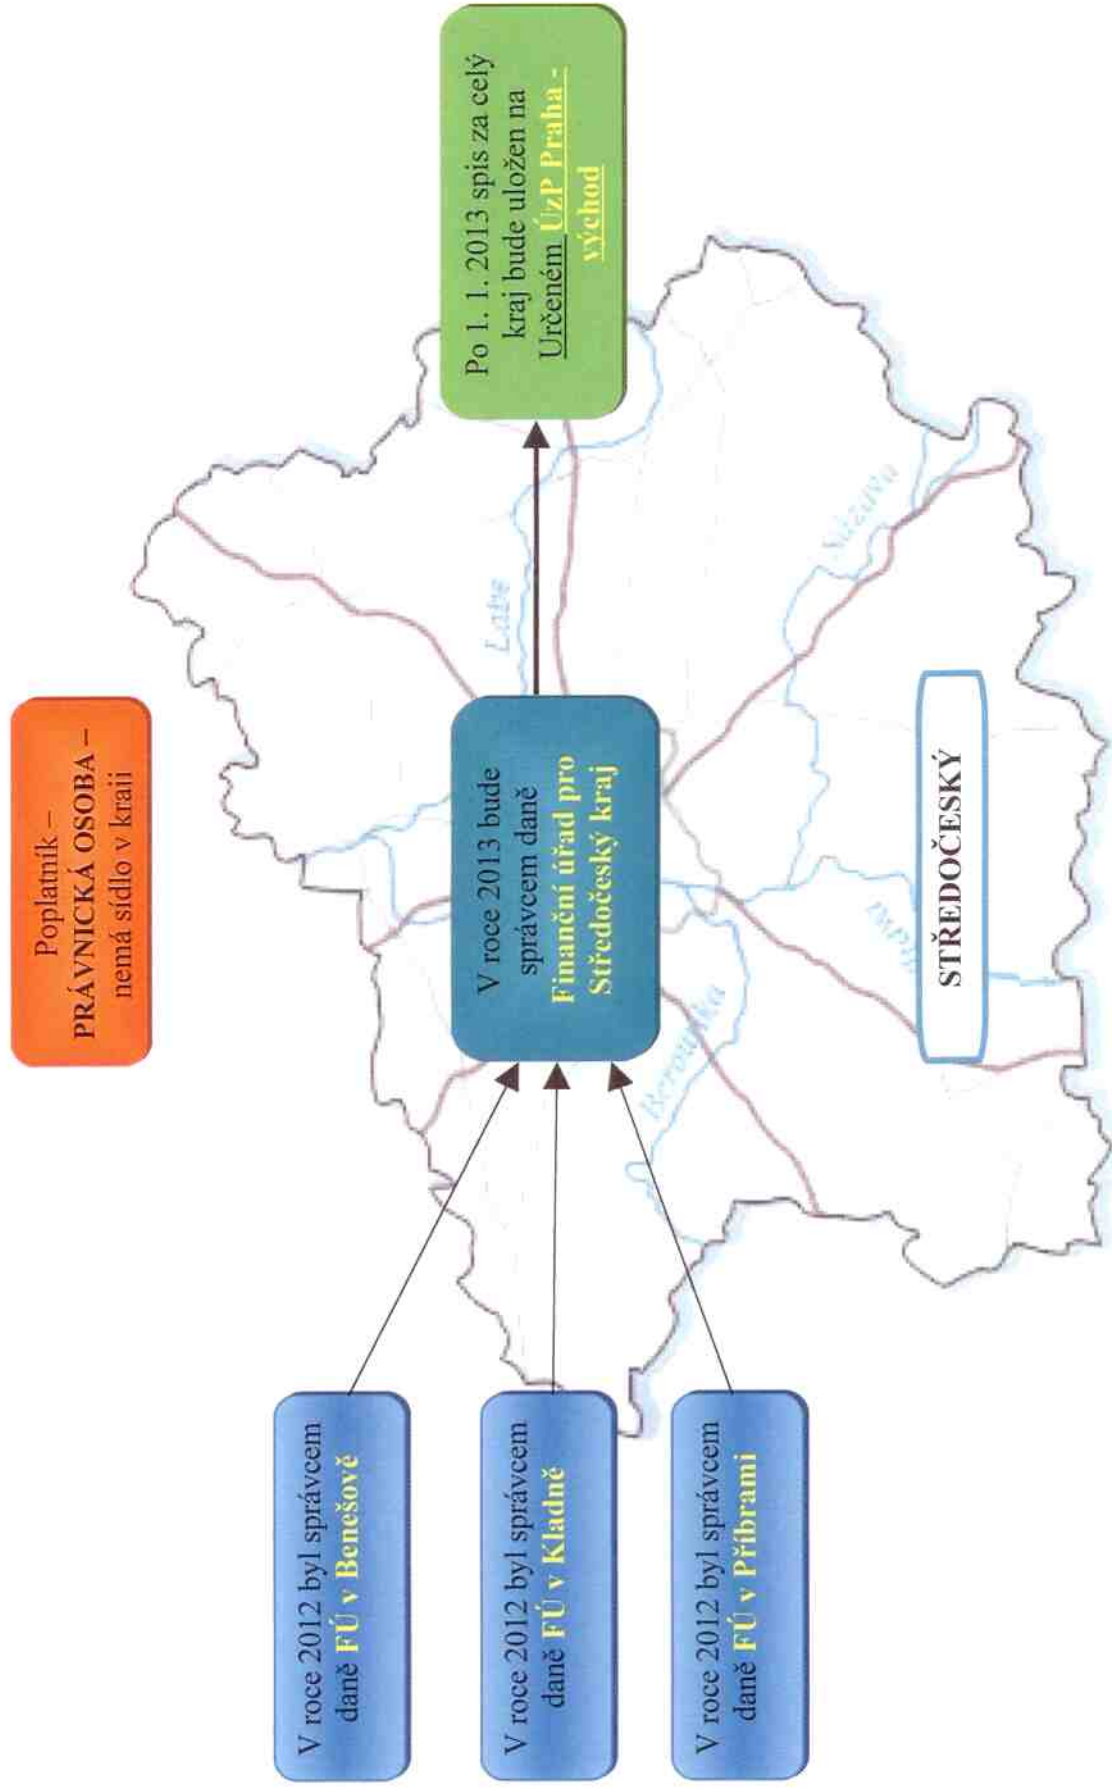 Poplatník –
PRÁVNICKÁ OSOBA –
nemá sídlo v kraji
V roce 2012 byl správcem
daně FÚ v Benešově
V roce 2012 byl správcem
daně FÚ v Kladně
V roce 2012 byl správcem
daně FÚ v Příbrami
V roce 2013 bude
správcem daně
Finanční úřad pro
Středočeský kraj
Po 1. 1. 2013 spis za celý
kraj bude uložen na
Určeném ÚzP Praha -
východ
Labe
Berounka
Sázava
STŘEDOČESKÝ